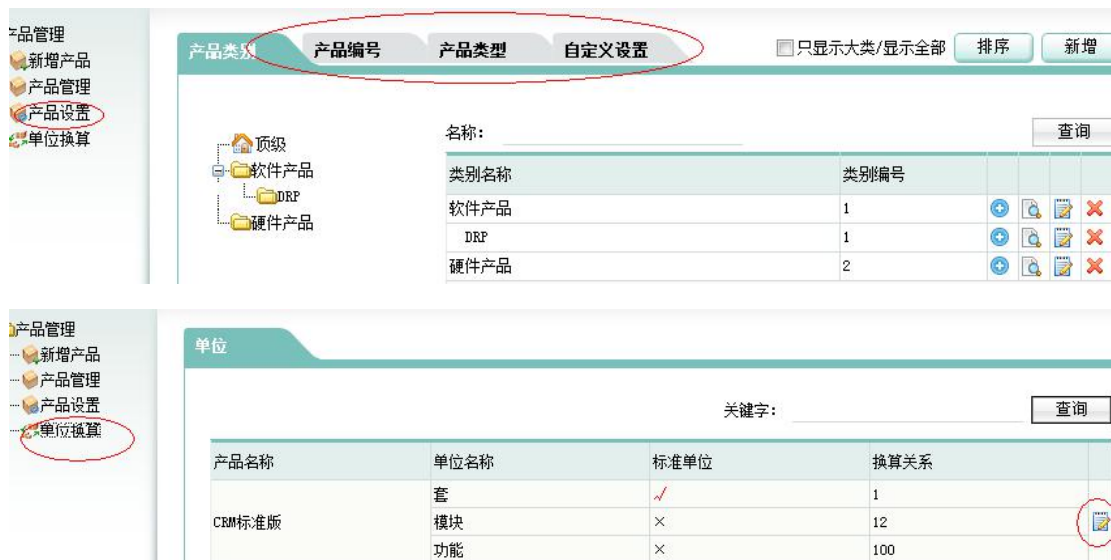 产品管理
新增产品
产品管理
产品设置
单位换算
产品类别 产品编号 产品类型 自定义设置 只显示大类/显示全部 排序 新增
顶级
软件产品
DRP
硬件产品
名称: 查询
类别名称 类别编号
软件产品 1
DRP 1
硬件产品 2
产品管理
新增产品
产品管理
产品设置
单位换算
单位
关键字: 查询
产品名称 单位名称 标准单位 换算关系
套 √ 1
CRM标准版 模块 × 12
功能 × 100